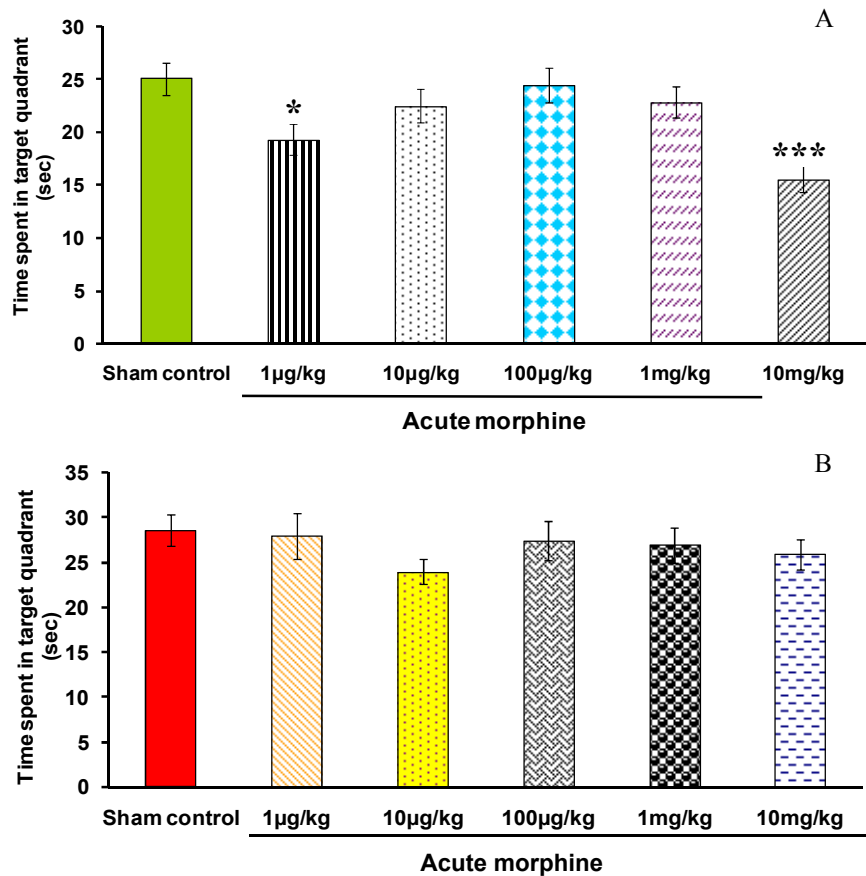 A
30
25
20
15
10
5
0
Time spent in target quadrant
(sec)
*
***
Sham control 1µg/kg 10µg/kg 100µg/kg 1mg/kg 10mg/kg
Acute morphine
B
35
30
25
20
15
10
5
0
Time spent in target quadrant
(sec)
Sham control 1µg/kg 10µg/kg 100µg/kg 1mg/kg 10mg/kg
Acute morphine